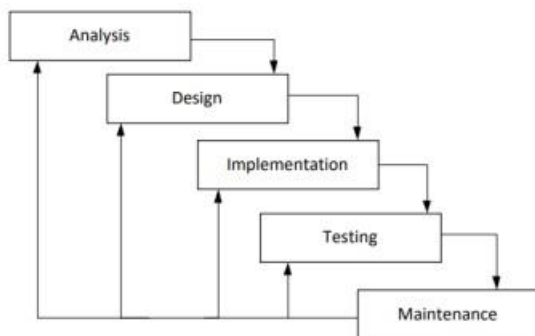 Analysis
Design
Implementation
Testing
Maintenance